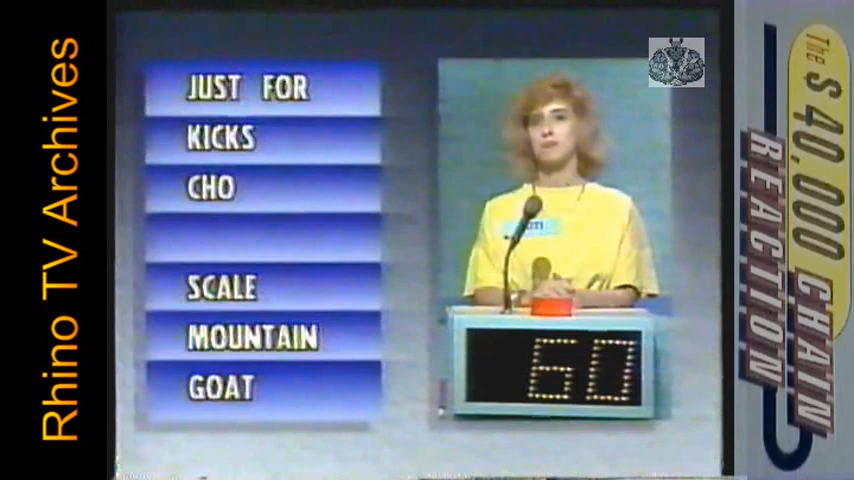 Rhino TV Archives
JUST FOR
KICKS
CHO
SCALE
MOUNTAIN
GOAT
60
The $40,000 CHAIN
REACTION